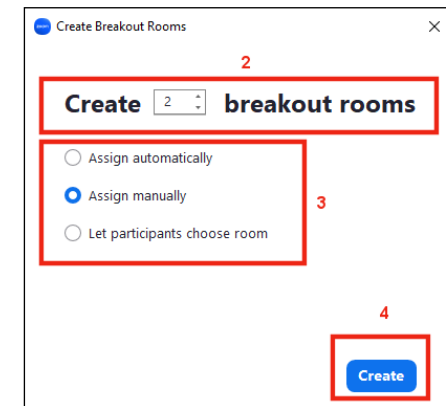 Create Breakout Rooms
2
Create 2 breakout rooms
Assign automatically
Assign manually
3
Let participants choose room
4
Create